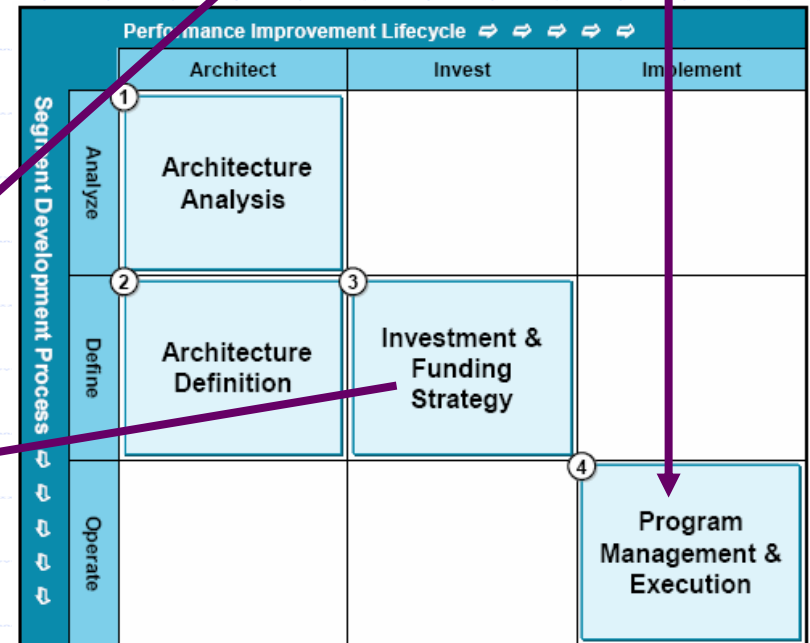 Performance Improvement Lifecycle ⇨ ⇨ ⇨ ⇨ ⇨
Architect
Invest
Implement
Segment Development Process
Analyze
1
Architecture
Analysis
Define
2
Architecture
Definition
3
Investment &
Funding
Strategy
Operate
4
Program
Management &
Execution